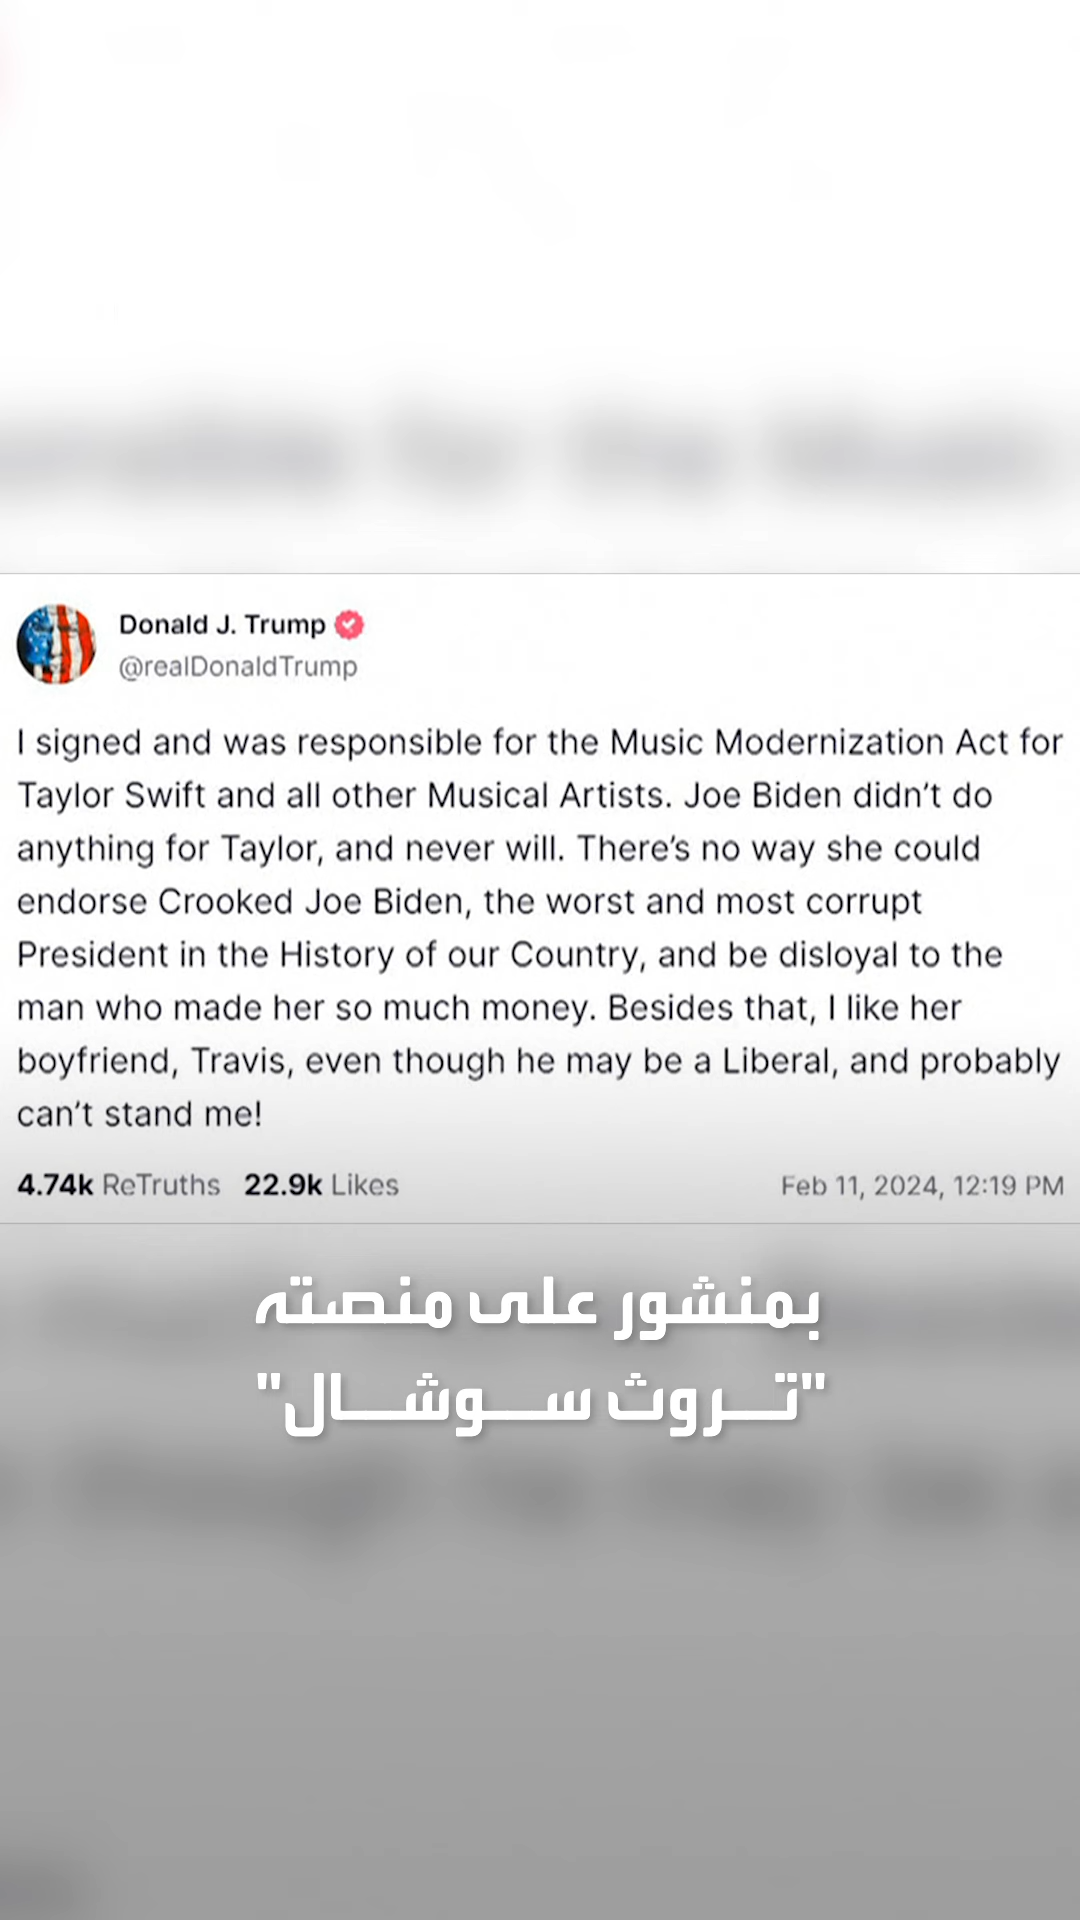 Donald J. Trump
@realDonaldTrump
I signed and was responsible for the Music Modernization Act for
Taylor Swift and all other Musical Artists. Joe Biden didn’t do
anything for Taylor, and never will. There’s no way she could
endorse Crooked Joe Biden, the worst and most corrupt
President in the History of our Country, and be disloyal to the
man who made her so much money. Besides that, I like her
boyfriend, Travis, even though he may be a Liberal, and probably
can’t stand me!
4.74k ReTruths 22.9k Likes Feb 11, 2024, 12:19 PM
بمنشور على منصته
"تـــروث ســـوشـــال"